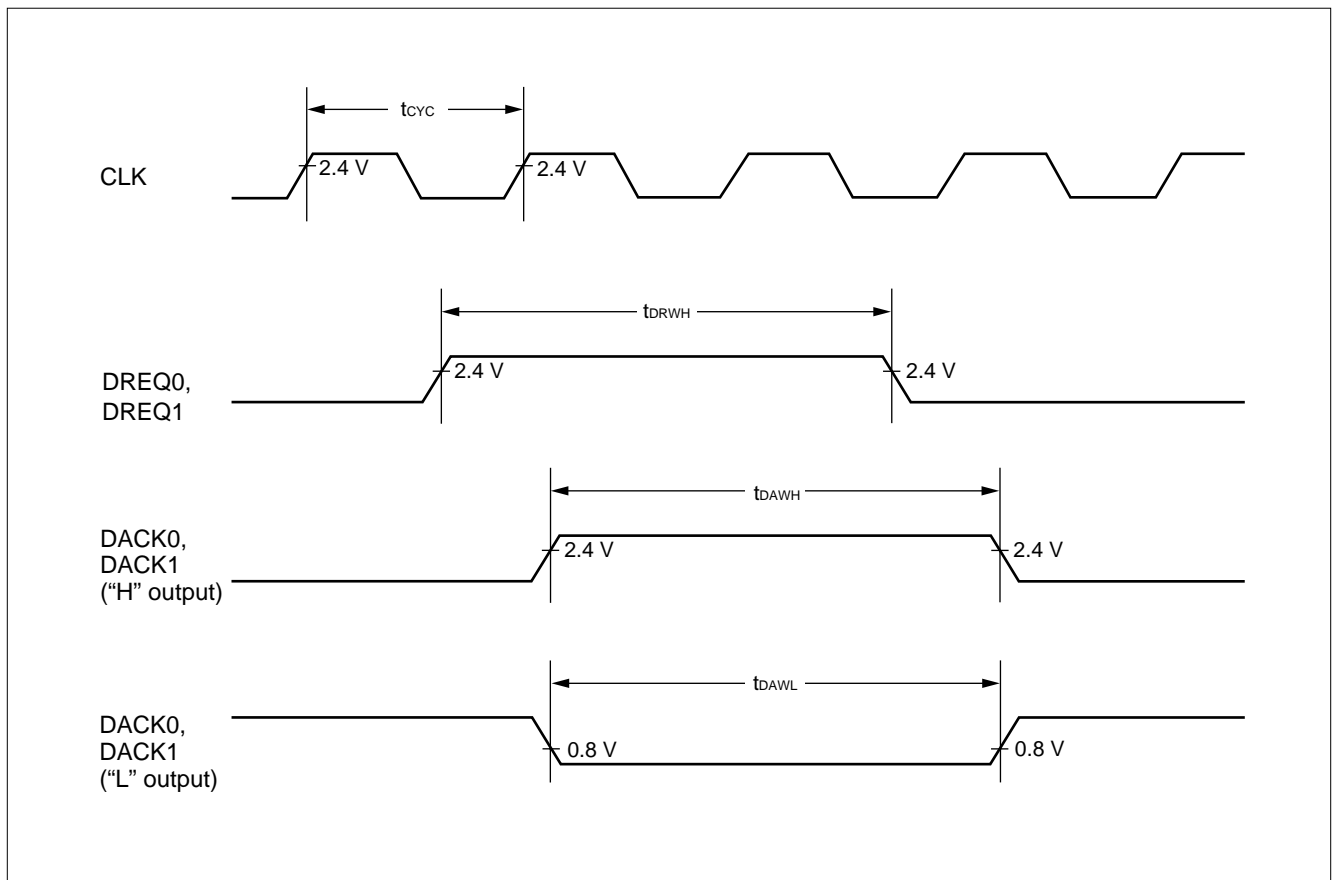 tCYC
CLK
2.4 V
2.4 V
tDRWH
DREQ0,
DREQ1
2.4 V
2.4 V
tDAWH
DACK0,
DACK1
(“H” output)
2.4 V
2.4 V
tDAWL
DACK0,
DACK1
(“L” output)
0.8 V
0.8 V